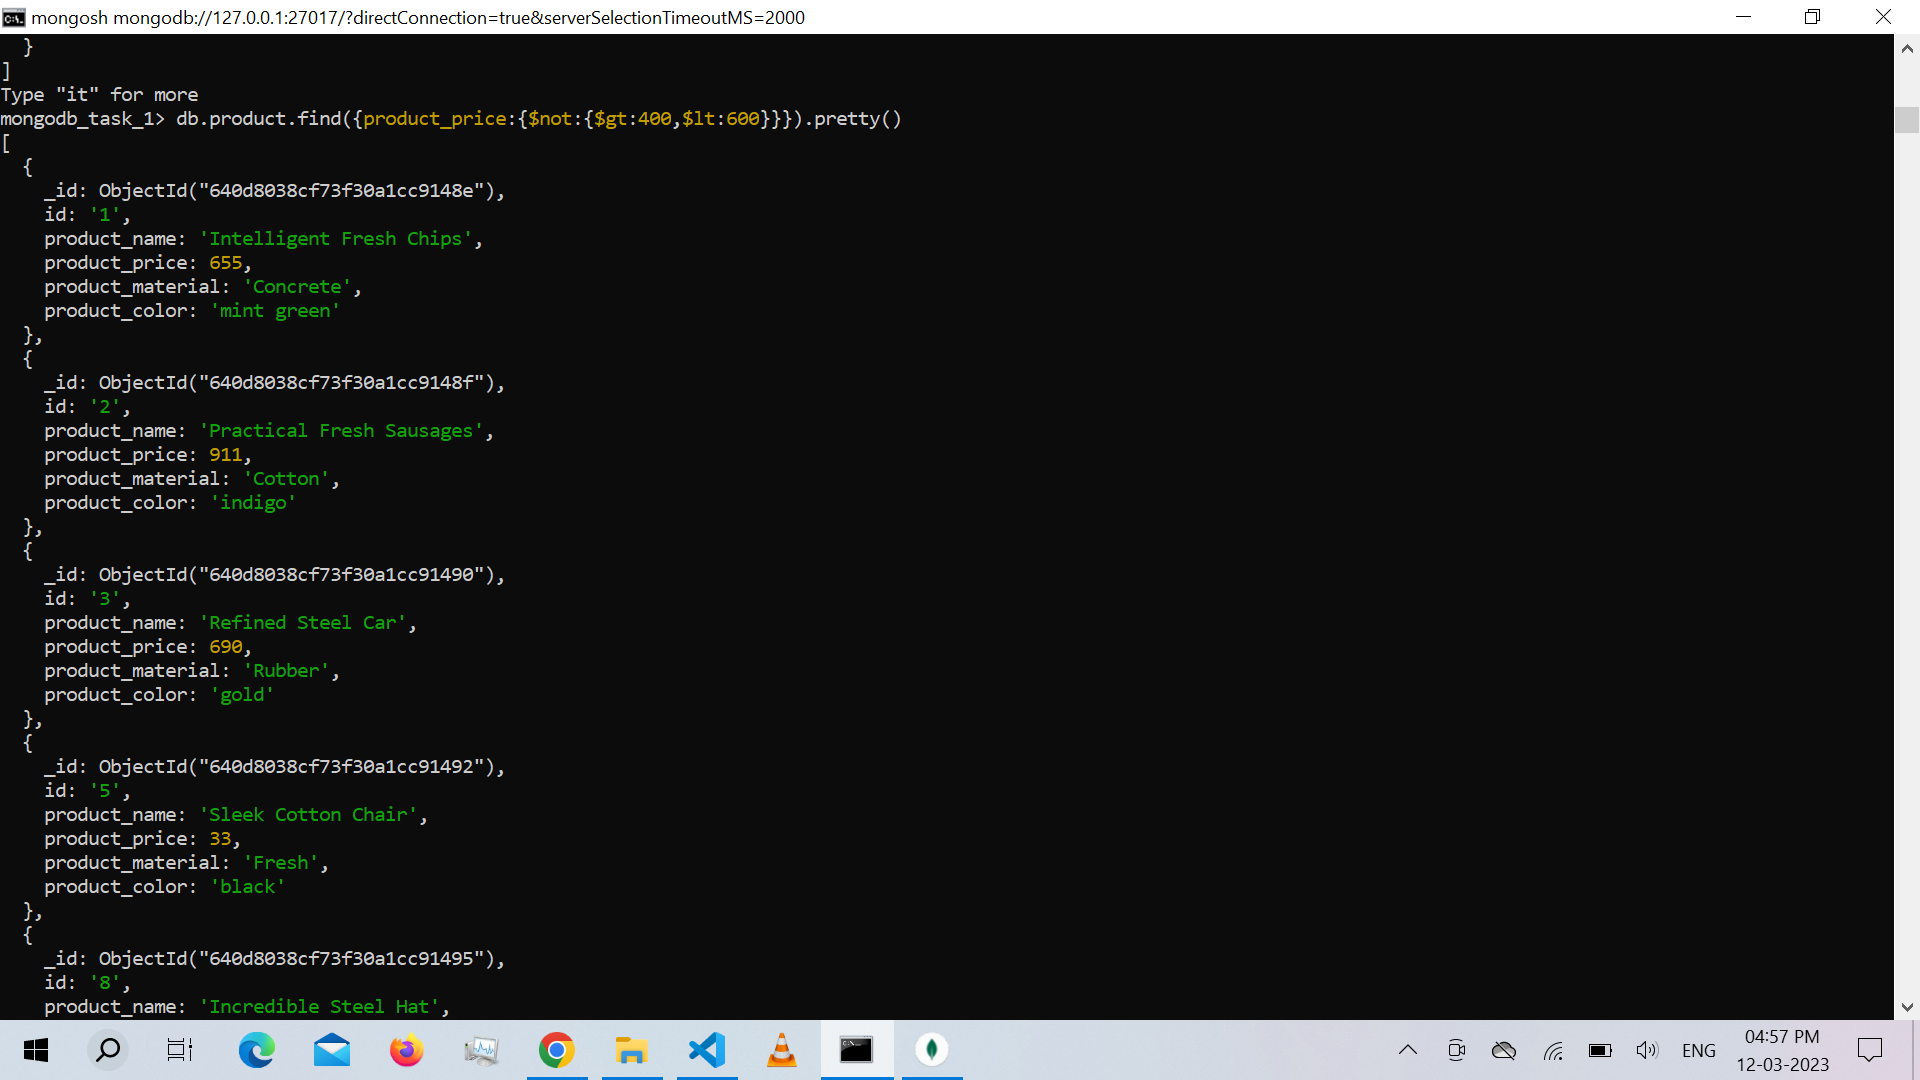 mongosh mongodb://127.0.0.1:27017/?directConnection=true&serverSelectionTimeoutMS=2000
  }
]
Type "it" for more
mongodb_task_1> db.product.find({product_price:{$not:{$gt:400,$lt:600}}}).pretty()
[
  {
    _id: ObjectId("640d8038cf73f30a1cc9148e"),
    id: '1',
    product_name: 'Intelligent Fresh Chips',
    product_price: 655,
    product_material: 'Concrete',
    product_color: 'mint green'
  },
  {
    _id: ObjectId("640d8038cf73f30a1cc9148f"),
    id: '2',
    product_name: 'Practical Fresh Sausages',
    product_price: 911,
    product_material: 'Cotton',
    product_color: 'indigo'
  },
  {
    _id: ObjectId("640d8038cf73f30a1cc91490"),
    id: '3',
    product_name: 'Refined Steel Car',
    product_price: 690,
    product_material: 'Rubber',
    product_color: 'gold'
  },
  {
    _id: ObjectId("640d8038cf73f30a1cc91492"),
    id: '5',
    product_name: 'Sleek Cotton Chair',
    product_price: 33,
    product_material: 'Fresh',
    product_color: 'black'
  },
  {
    _id: ObjectId("640d8038cf73f30a1cc91495"),
    id: '8',
    product_name: 'Incredible Steel Hat',
ENG
04:57 PM
12-03-2023